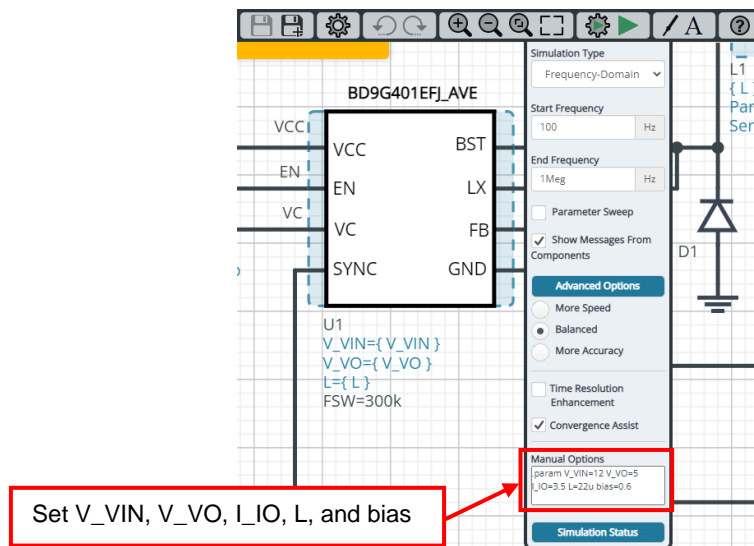 A
?
Simulation Type
Frequency-Domain
Start Frequency
100 Hz
End Frequency
1Meg Hz
Parameter Sweep
Show Messages From
Components
Advanced Options
More Speed
Balanced
More Accuracy
Time Resolution
Enhancement
Convergence Assist
Manual Options
.param V_VIN=12 V_VO=5
I_IO=3.5 L=22u bias=0.6
Simulation Status
BD9G401EFJ_AVE
VCC
EN
VC
VCC BST
EN LX
VC FB
SYNC GND
U1
V_VIN={ V_VIN }
V_VO={ V_VO }
L={ L }
FSW=300k
L1
{ L
Par
Ser
D1
Set V_VIN, V_VO, I_IO, L, and bias